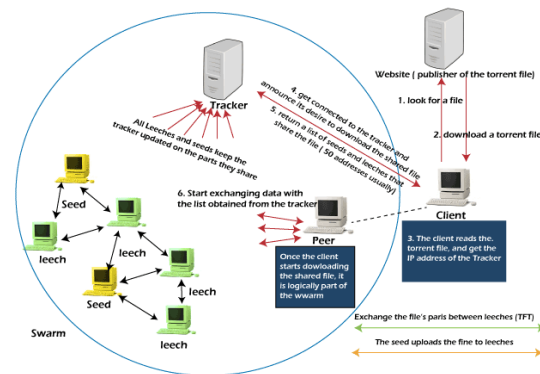 Tracker
Website ( publisher of the torrent file)
1. look for a file
2. download a torrent file
4. get connected to the tracker and
announce its desire to download the shared file
5. return a list of seeds and leeches that
share the file ( 50 addresses usually)
All Leeches and seeds keep the
tracker updated on the parts they share
6. Start exchanging data with
the list obtained from the tracker
Seed
leech
leech
leech
Seed
leech
Swarm
Peer
Once the client
starts dowloading
the shared file, it
is logically part of
the wwarm
Client
3. The client reads the.
torrent file, and get the
IP address of the Tracker
Exchange the file's paris between leeches (TFT)
The seed uploads the fine to leeches